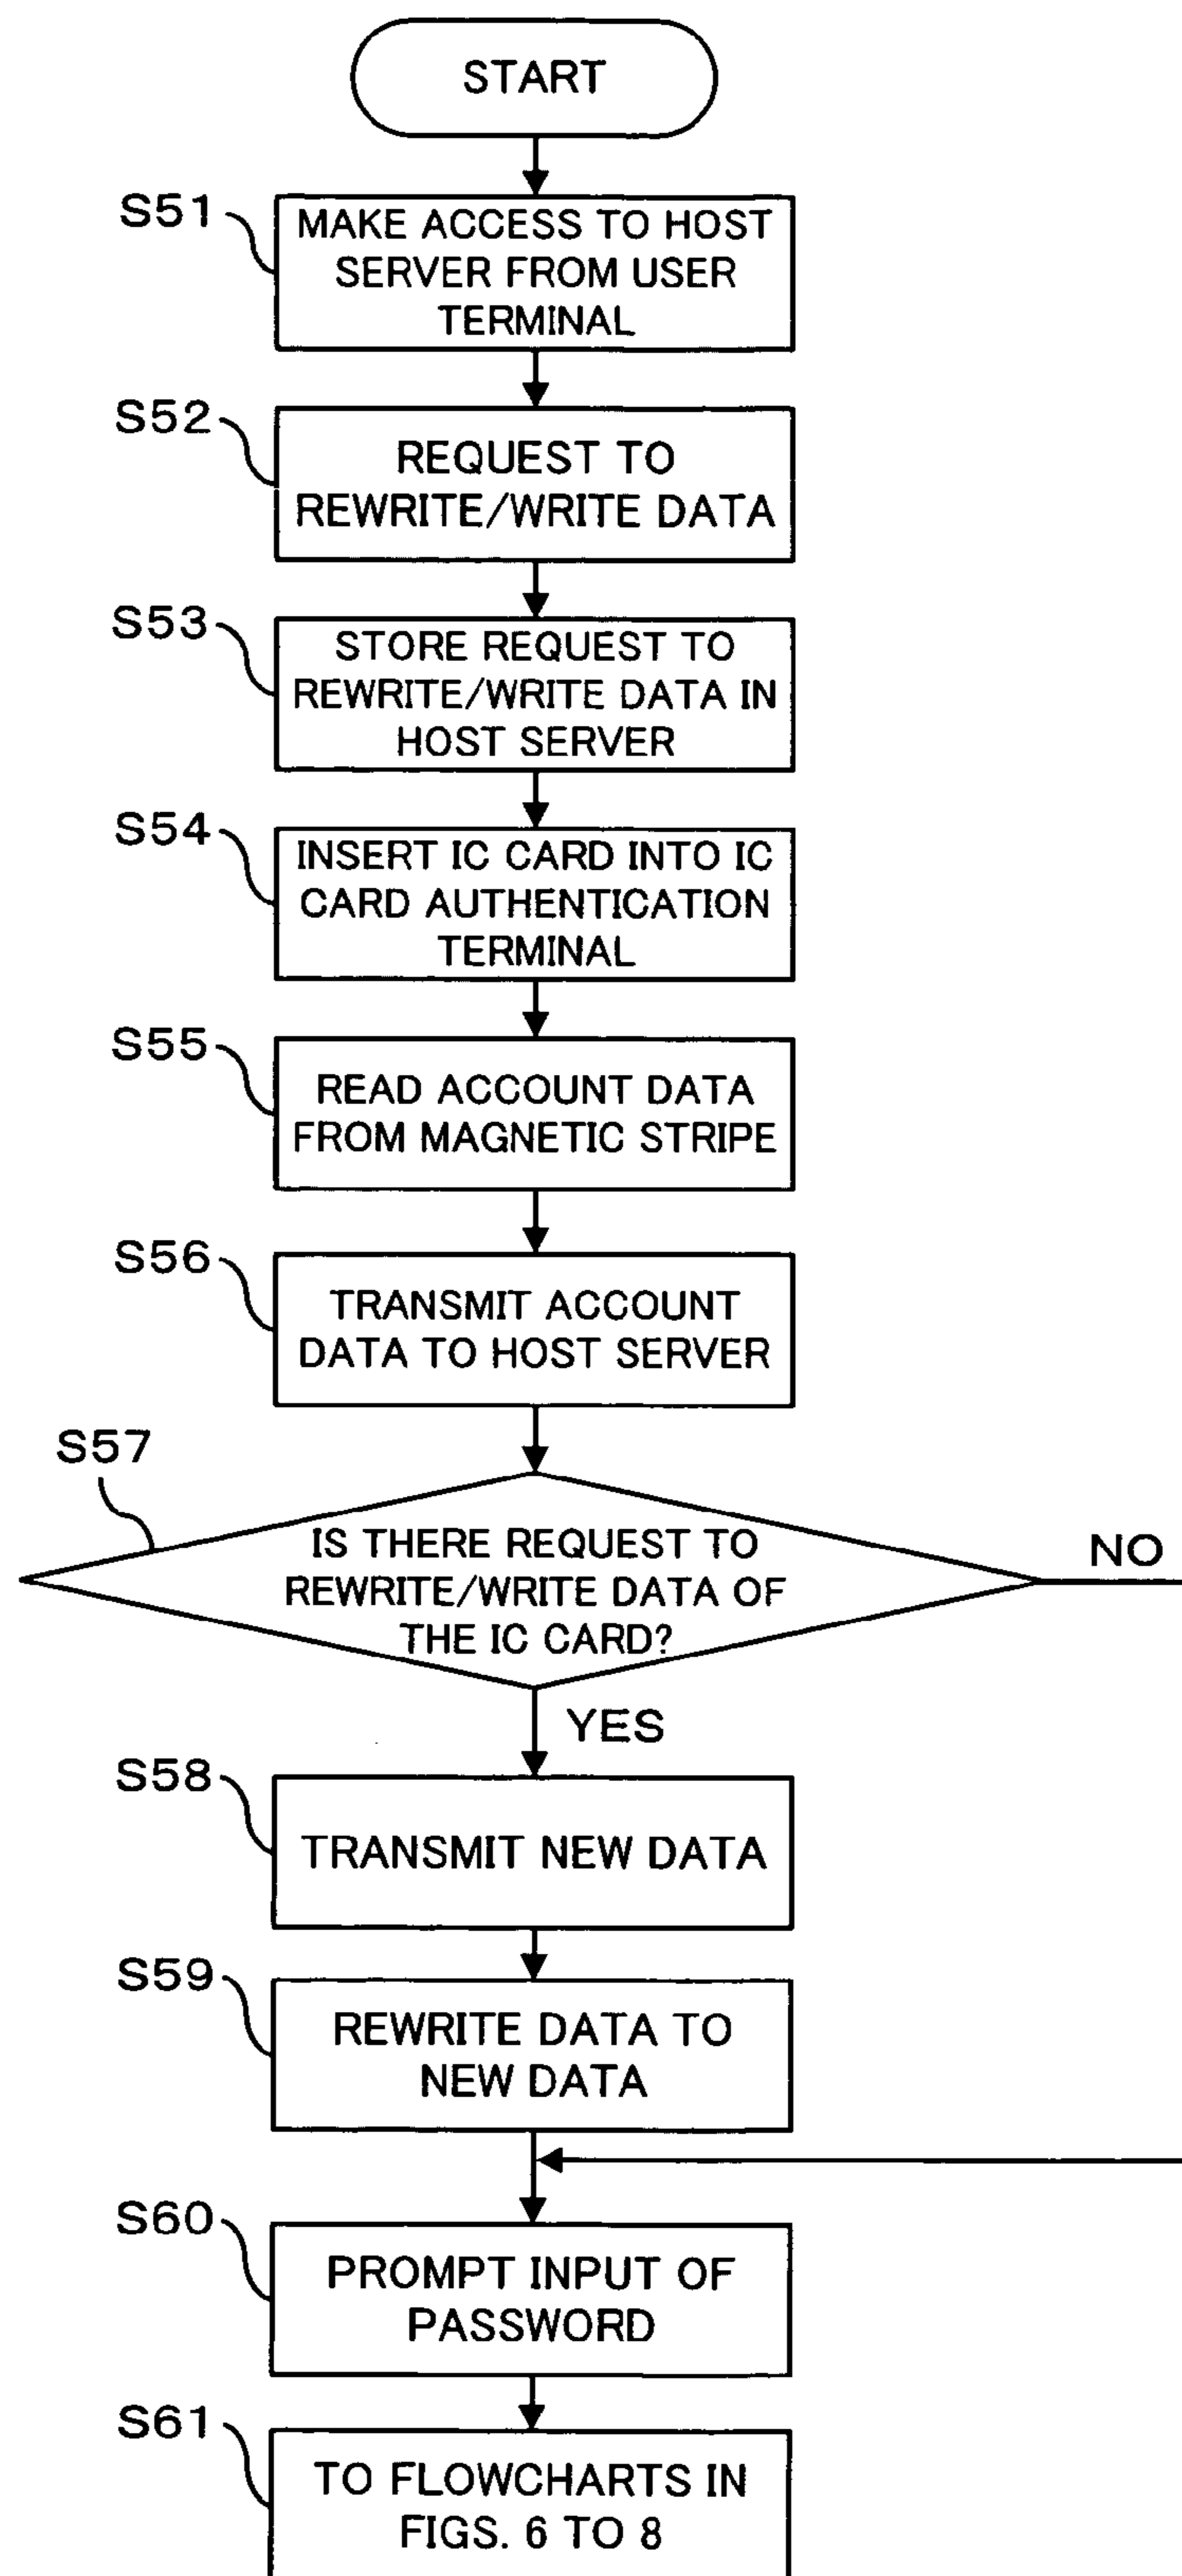 START
S51
MAKE ACCESS TO HOST
SERVER FROM USER
TERMINAL
S52
REQUEST TO
REWRITE/WRITE DATA
S53
STORE REQUEST TO
REWRITE/WRITE DATA IN
HOST SERVER
S54
INSERT IC CARD INTO IC
CARD AUTHENTICATION
TERMINAL
S55
READ ACCOUNT DATA
FROM MAGNETIC STRIPE
S56
TRANSMIT ACCOUNT
DATA TO HOST SERVER
S57
IS THERE REQUEST TO
REWRITE/WRITE DATA OF
THE IC CARD?
NO
YES
S58
TRANSMIT NEW DATA
S59
REWRITE DATA TO
NEW DATA
S60
PROMPT INPUT OF
PASSWORD
S61
TO FLOWCHARTS IN
FIGS. 6 TO 8